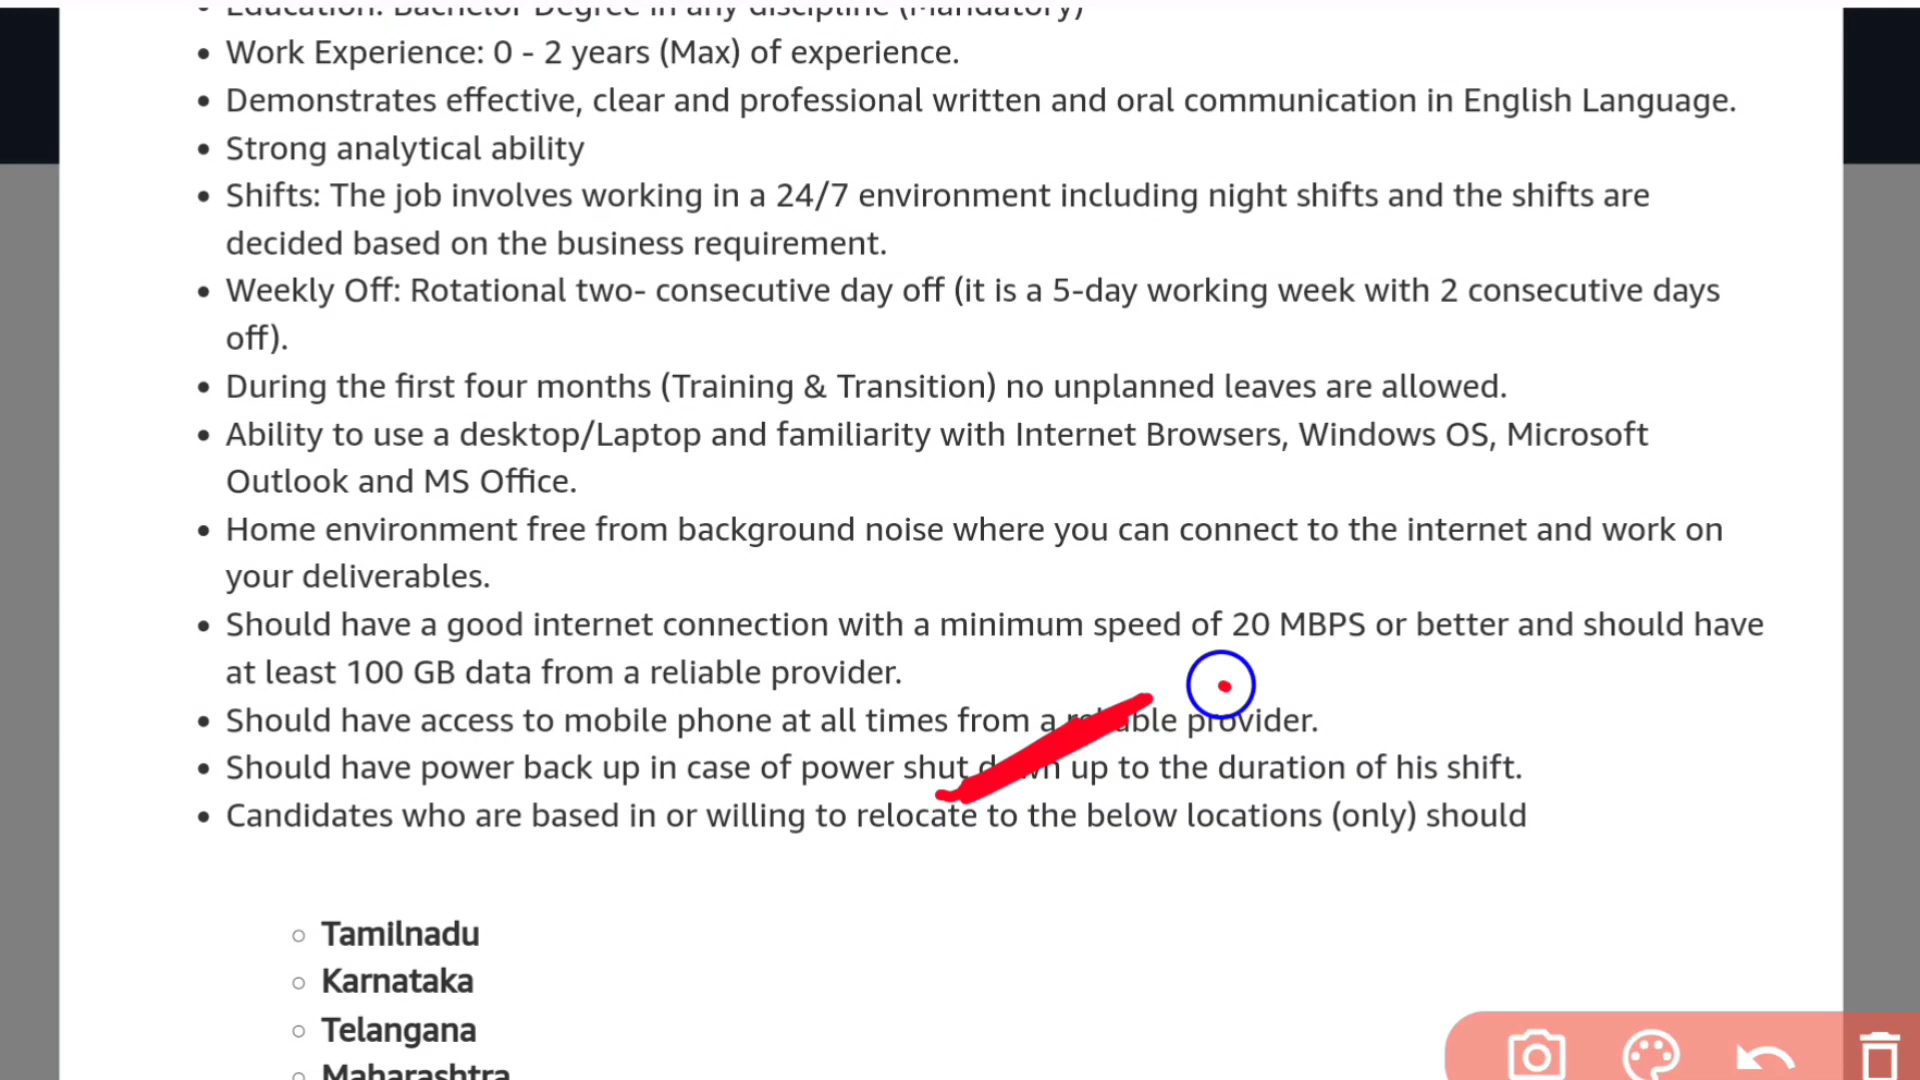 Education: Bachelor Degree in any discipline (Mandatory)
Work Experience: 0 - 2 years (Max) of experience.
Demonstrates effective, clear and professional written and oral communication in English Language.
Strong analytical ability
Shifts: The job involves working in a 24/7 environment including night shifts and the shifts are
decided based on the business requirement.
Weekly Off: Rotational two- consecutive day off (it is a 5-day working week with 2 consecutive days
off).
During the first four months (Training & Transition) no unplanned leaves are allowed.
Ability to use a desktop/Laptop and familiarity with Internet Browsers, Windows OS, Microsoft
Outlook and MS Office.
Home environment free from background noise where you can connect to the internet and work on
your deliverables.
Should have a good internet connection with a minimum speed of 20 MBPS or better and should have
at least 100 GB data from a reliable provider.
Should have access to mobile phone at all times from a reliable provider.
Should have power back up in case of power shut down up to the duration of his shift.
Candidates who are based in or willing to relocate to the below locations (only) should
Tamilnadu
Karnataka
Telangana
Maharashtra